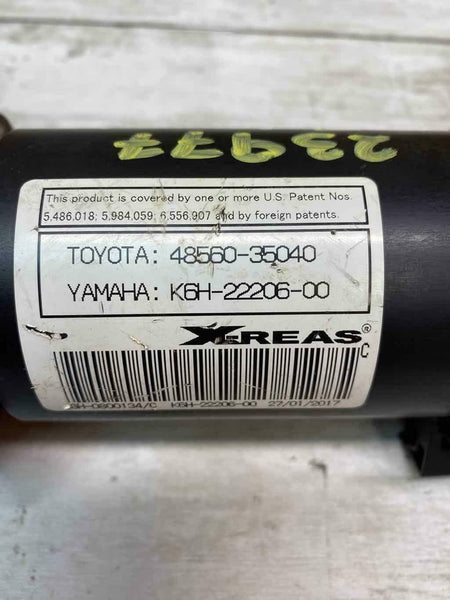 23977
This product is covered by one or more U.S. Patent Nos.
5.486.018; 5.984.059; 6.556.907 and by foreign patents.
TOYOTA: 48560-35040
YAMAHA: K6H-22206-00
X-REAS®
C
K6H-22206-00 27/01/2017